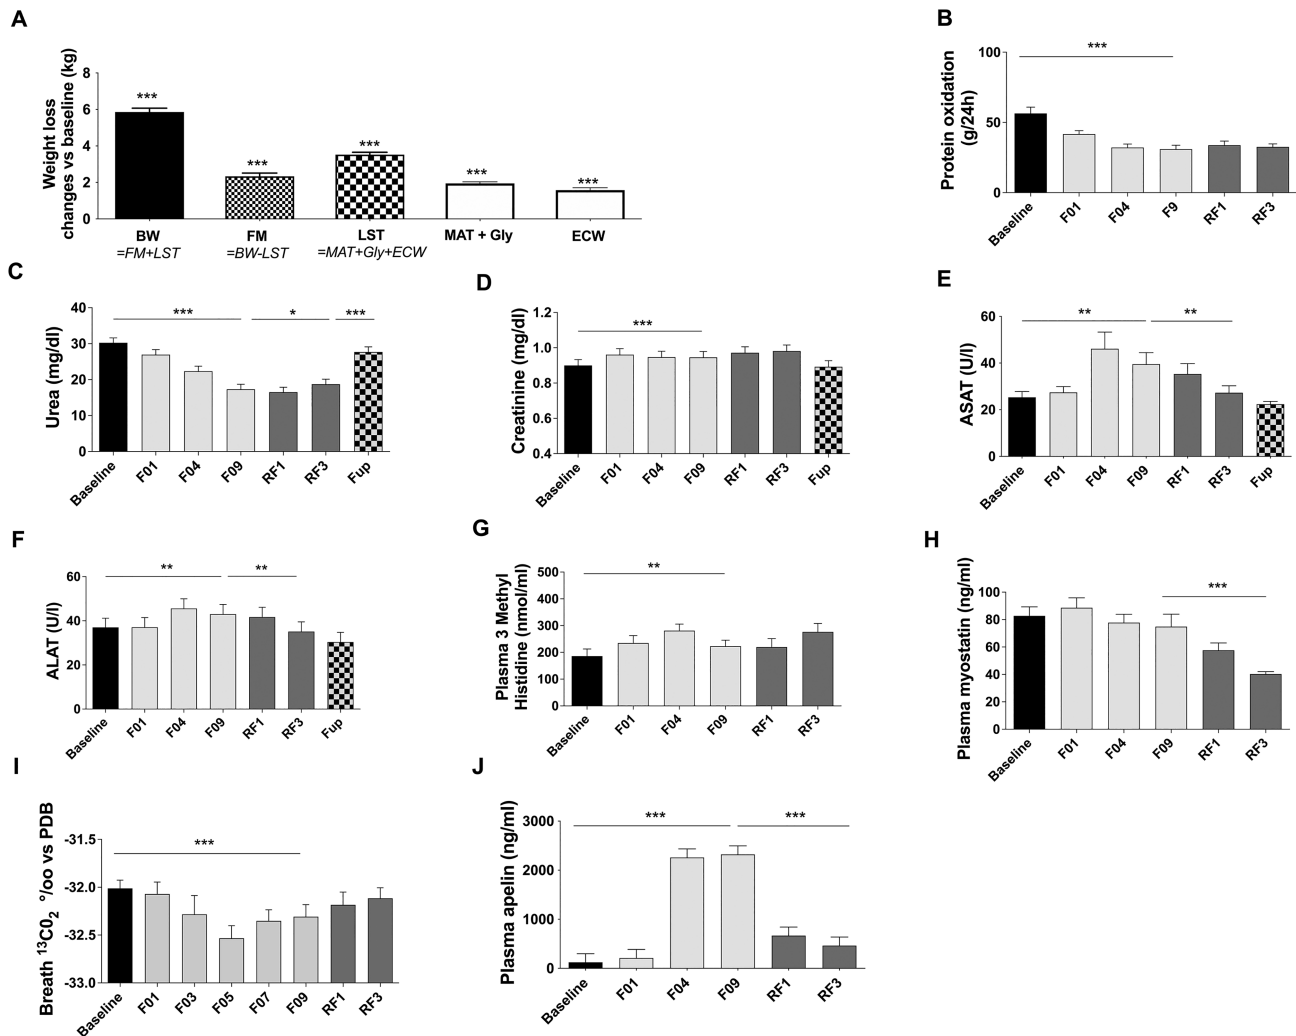 A
Weight loss
changes vs baseline (kg)
8
6
4
2
0
***
***
***
***
***
BW
FM
LST
MAT + Gly
ECW
=FM+LST
=BW-LST
=MAT+Gly+ECW
B
Protein oxidation
(g/24h)
100
50
0
***
Baseline
F01
F04
F9
RF1
RF3
C
Urea (mg/dl)
40
30
20
10
0
***
*
***
Baseline
F01
F04
F09
RF1
RF3
Fup
D
Creatinine (mg/dl)
1.2
1.0
0.8
0.6
0.4
***
Baseline
F01
F04
F09
RF1
RF3
Fup
E
ASAT (U/l)
60
40
20
0
**
**
Baseline
F01
F04
F09
RF1
RF3
Fup
F
ALAT (U/l)
60
40
20
0
**
**
Baseline
F01
F04
F09
RF1
RF3
Fup
G
Plasma 3 Methyl
Histidine (nmol/ml)
500
400
300
200
100
0
**
Baseline
F01
F04
F09
RF1
RF3
H
Plasma myostatin (ng/ml)
100
80
60
40
20
0
***
Baseline
F01
F04
F09
RF1
RF3
I
Breath ¹³C0₂ °/oo vs PDB
-31.5
-32.0
-32.5
-33.0
***
Baseline
F01
F03
F05
F07
F09
RF1
RF3
J
Plasma apelin (ng/ml)
3000
2000
1000
0
***
***
Baseline
F01
F04
F09
RF1
RF3